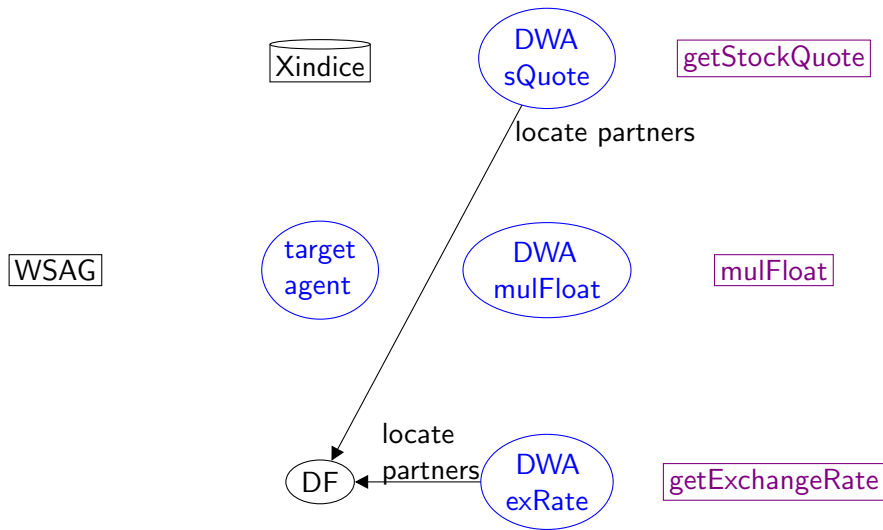 Xindice
DWA
sQuote
getStockQuote
locate partners
WSAG
target
agent
DWA
mulFloat
mulFloat
locate
partners
DF
DWA
exRate
getExchangeRate